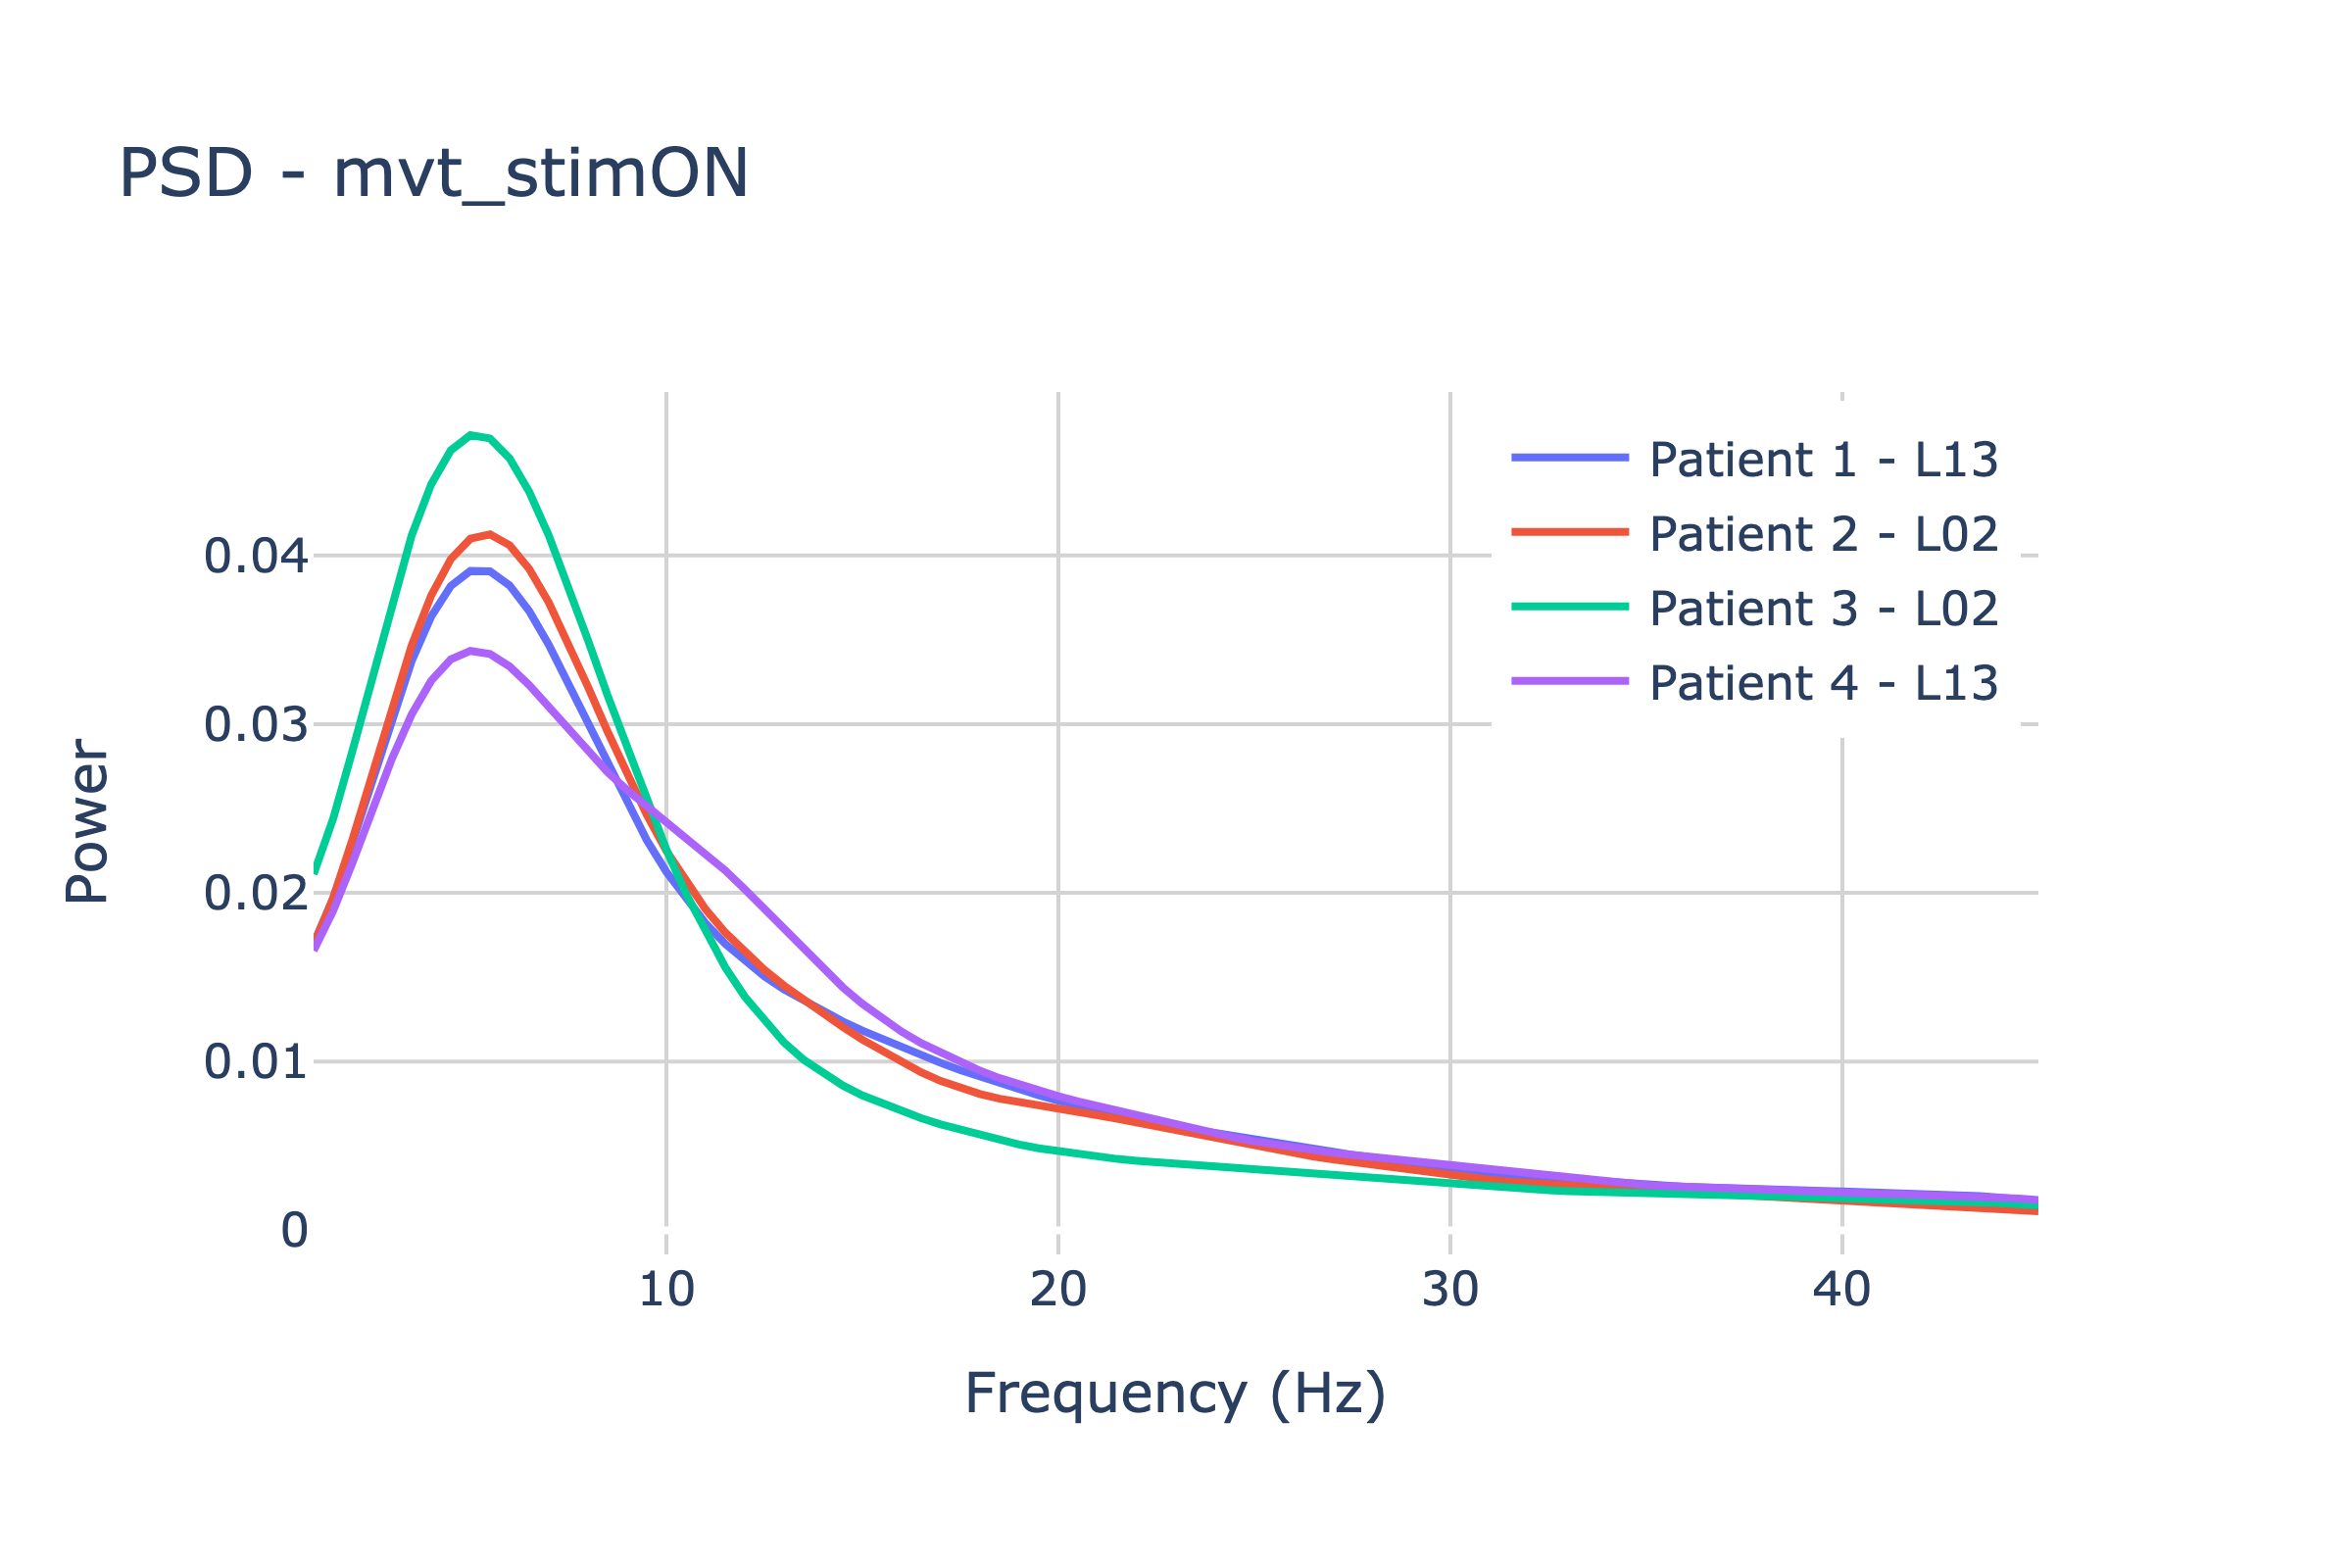 PSD - mvt_stimON
Patient 1 - L13
Patient 2 - L02
Patient 3 - L02
Patient 4 - L13
Power
0.04
0.03
0.02
0.01
0
10 20 30 40
Frequency (Hz)